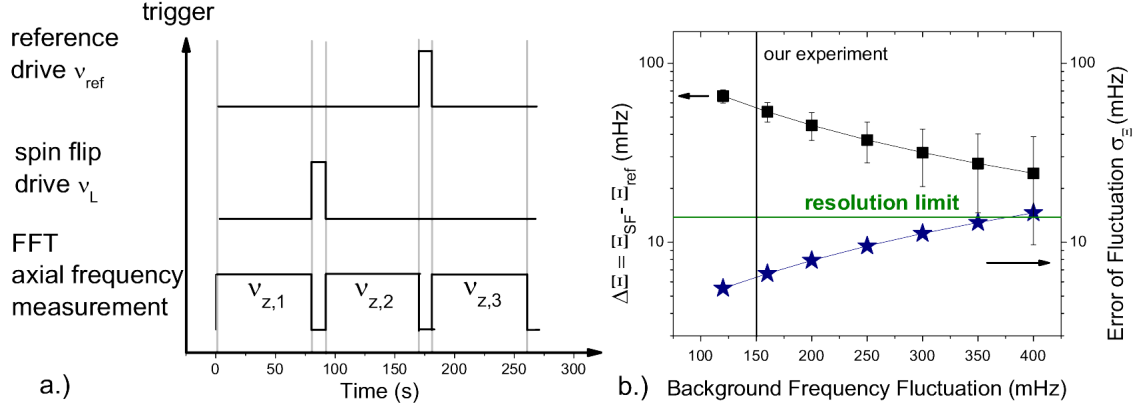 trigger
reference
drive ν_ref
spin flip
drive ν_L
FFT
axial frequency
measurement
ν_z,1 ν_z,2 ν_z,3
0 50 100 150 200 250 300
Time (s)
a.)
our experiment
100
10
ΔΞ = Ξ_SF- Ξ_ref (mHz)
resolution limit
100
10
Error of Fluctuation σ_Ξ (mHz)
100 150 200 250 300 350 400
Background Frequency Fluctuation (mHz)
b.)